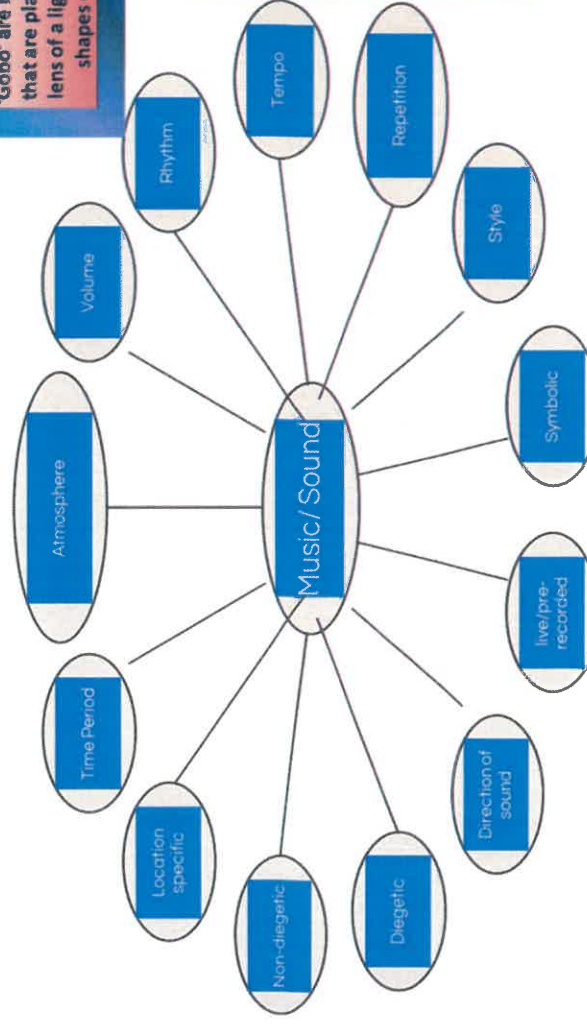 "Gobo" are
that are pla
lens of a lig
shapes
Atmosphere
Volume
Rhythm
Tempo
Repetition
Style
Symbolic
live/pre-
recorded
Direction of
sound
Diegetic
Non-diegetic
Location
specific
Time Period
Music/ Sound